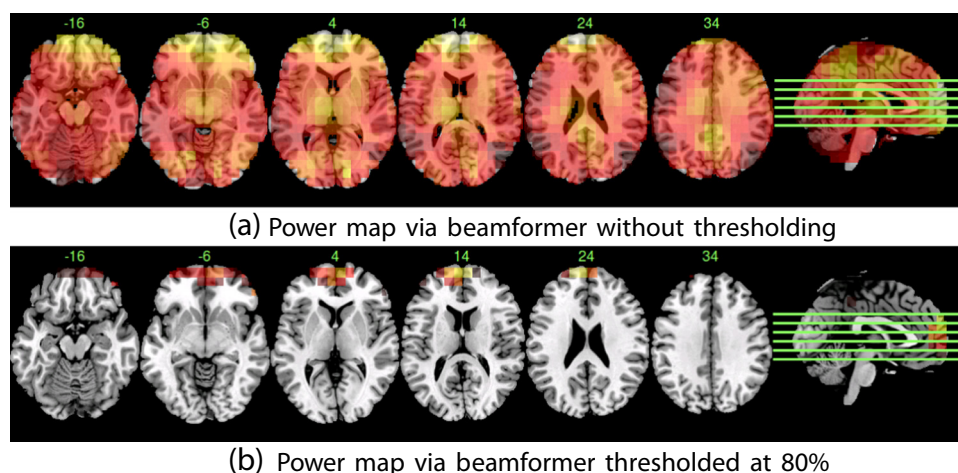 -16 -6 4 14 24 34
(a) Power map via beamformer without thresholding
-16 -6 4 14 24 34
(b) Power map via beamformer thresholded at 80%